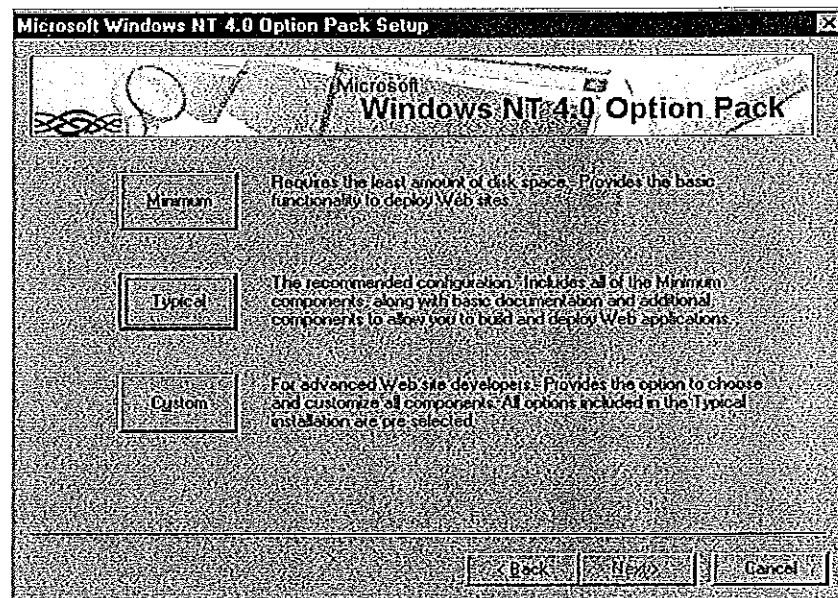 Microsoft Windows NT 4.0 Option Pack Setup
Microsoft
Windows NT 4.0 Option Pack
Minimum
Requires the least amount of disk space. Provides the basic
functionality to deploy Web sites.
Typical
The recommended configuration. Includes all of the Minimum
components, along with basic documentation and additional
components to allow you to build and deploy Web applications.
Custom
For advanced Web site developers. Provides the option to choose
and customize all components. All options included in the Typical
installation are pre selected.
< Back
Next >
Cancel